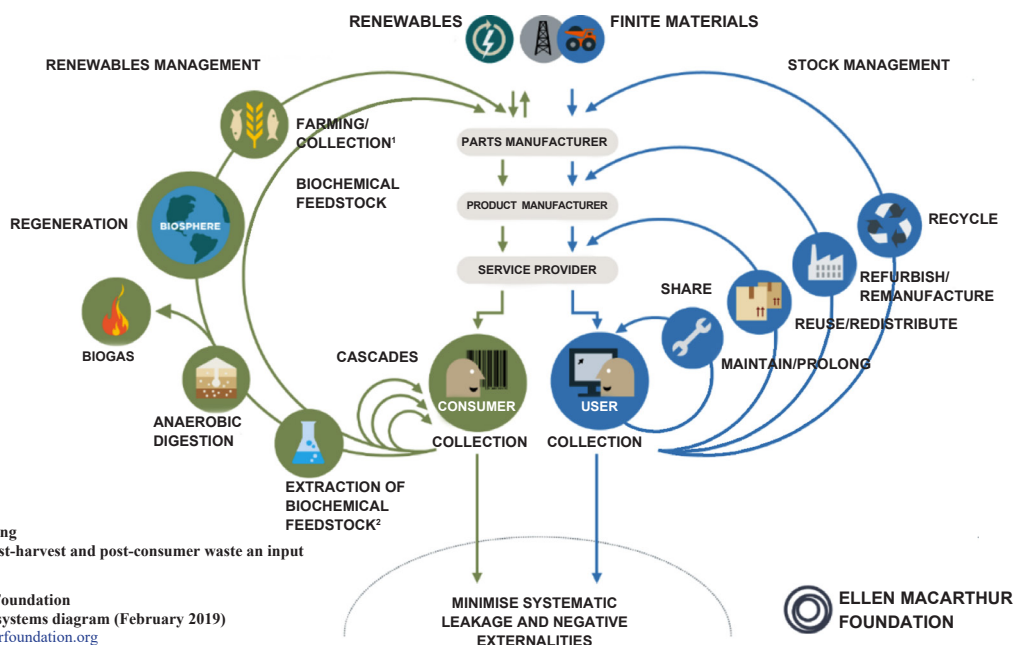 RENEWABLES
FINITE MATERIALS
RENEWABLES MANAGEMENT
STOCK MANAGEMENT
FARMING/
COLLECTION¹
PARTS MANUFACTURER
BIOCHEMICAL
FEEDSTOCK
PRODUCT MANUFACTURER
REGENERATION
BIOSPHERE
RECYCLE
SERVICE PROVIDER
SHARE
REFURBISH/
REMANUFACTURE
REUSE/REDISTRIBUTE
BIOGAS
CASCADES
MAINTAIN/PROLONG
CONSUMER
USER
ANAEROBIC
DIGESTION
COLLECTION
COLLECTION
EXTRACTION OF
BIOCHEMICAL
FEEDSTOCK²
ng
st-harvest and post-consumer waste an input
oundation
systems diagram (February 2019)
rfoundation.org
MINIMISE SYSTEMATIC
LEAKAGE AND NEGATIVE
EXTERNALITIES
ELLEN MACARTHUR
FOUNDATION